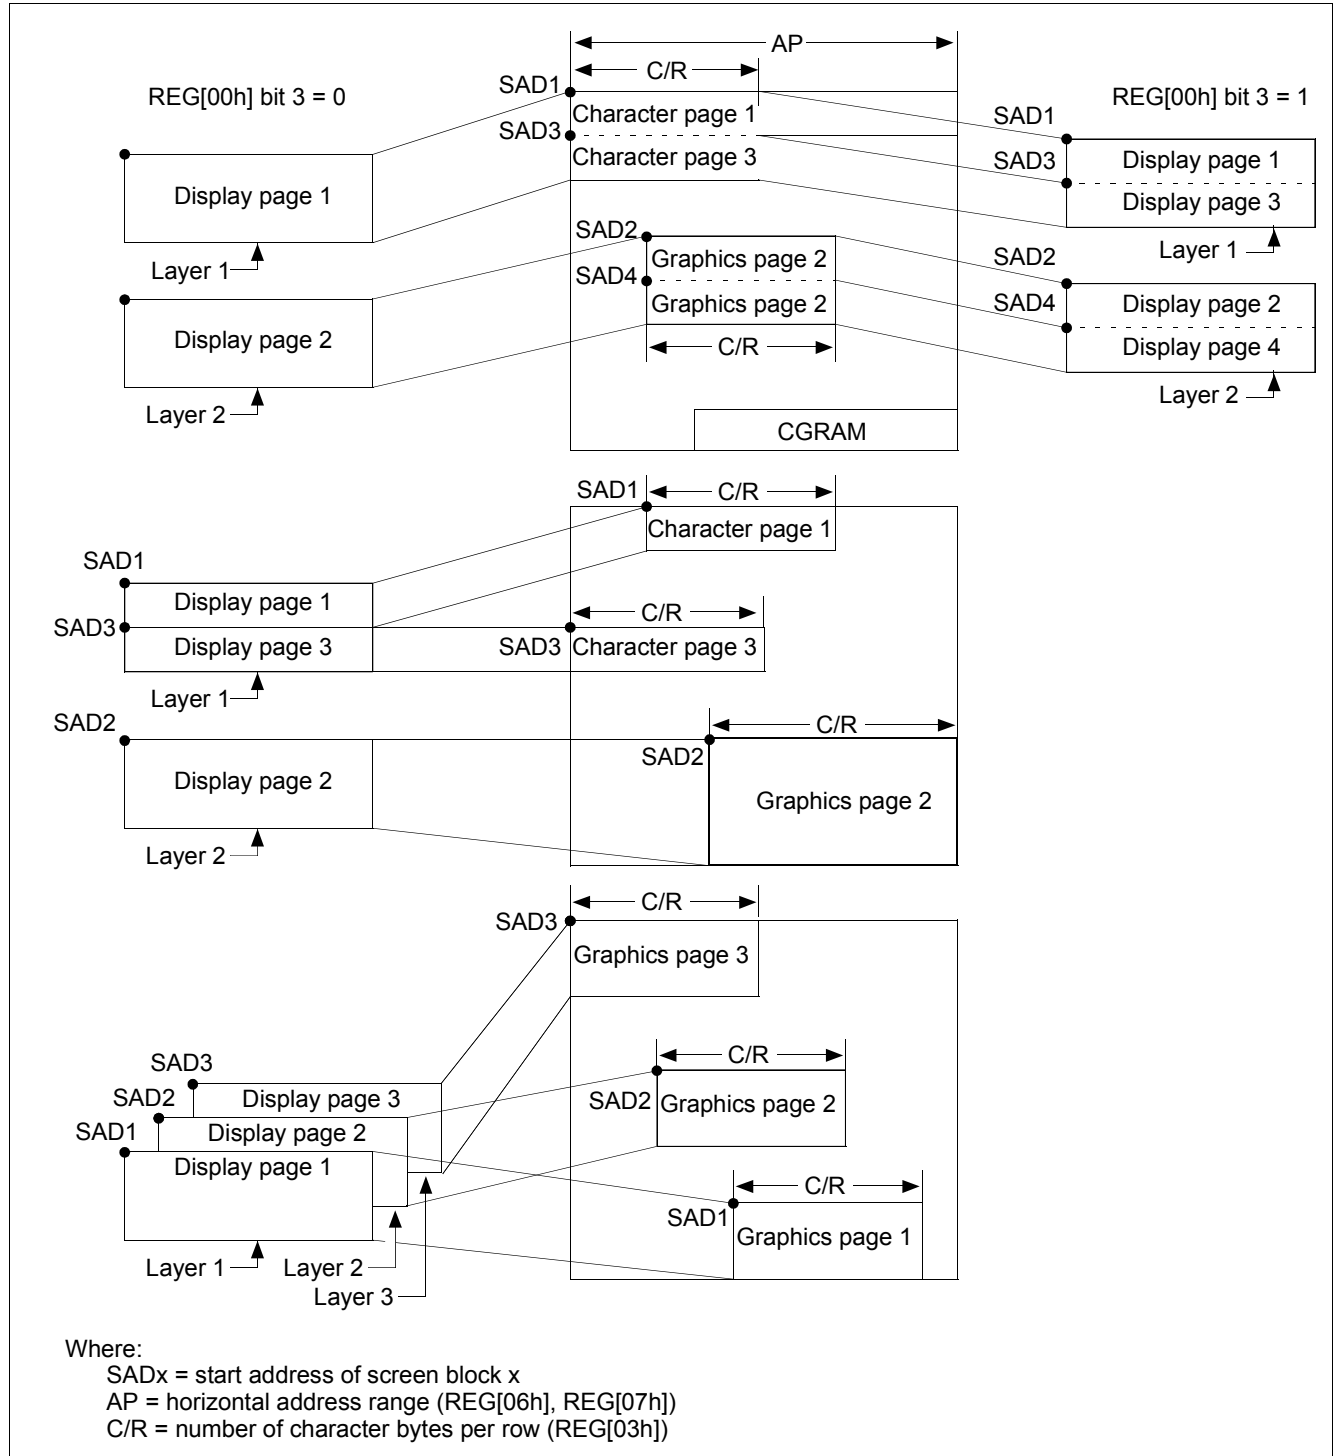 AP
C/R
REG[00h] bit 3 = 0
SAD1
REG[00h] bit 3 = 1
Character page 1
SAD1
SAD3
Character page 3
Display page 1
SAD3
Display page 1
Display page 3
SAD2
Layer 1
Graphics page 2
Layer 1
SAD2
SAD4
Graphics page 2
Display page 2
SAD4
Display page 2
C/R
Display page 4
Layer 2
Layer 2
CGRAM
SAD1
C/R
Character page 1
SAD1
Display page 1
C/R
SAD3
Display page 3
SAD3
Character page 3
Layer 1
SAD2
C/R
SAD2
Display page 2
Graphics page 2
Layer 2
C/R
SAD3
Graphics page 3
SAD3
C/R
Display page 3
SAD2
SAD2
Graphics page 2
Display page 2
SAD1
Display page 1
C/R
SAD1
Graphics page 1
Layer 1
Layer 2
Layer 3
Where:
SADx = start address of screen block x
AP = horizontal address range (REG[06h], REG[07h])
C/R = number of character bytes per row (REG[03h])